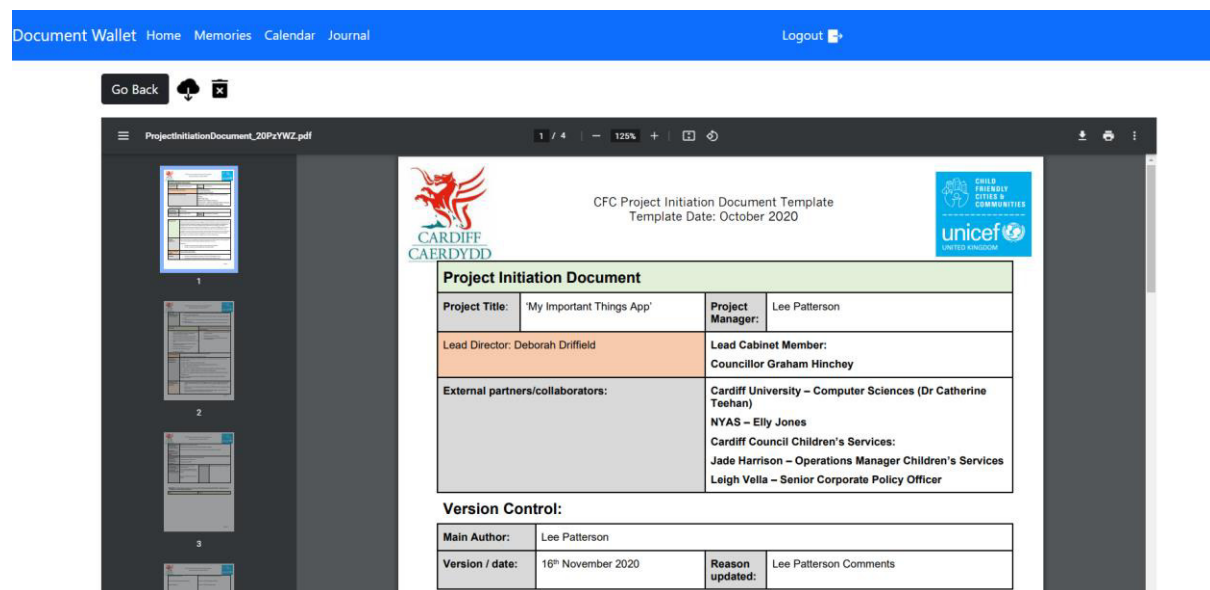 Document Wallet Home Memories Calendar Journal Logout
Go Back
ProjectInitiationDocument_20PzYWZ.pdf 1 / 4 125%
1
2
3
CARDIFF
CAERDYDD
CFC Project Initiation Document Template
Template Date: October 2020
CHILD
FRIENDLY
CITIES &
COMMUNITIES
unicef
UNITED KINGDOM
Project Initiation Document
Project Title: 'My Important Things App' Project Manager: Lee Patterson
Lead Director: Deborah Driffield
Lead Cabinet Member:
Councillor Graham Hinchey
External partners/collaborators:
Cardiff University – Computer Sciences (Dr Catherine
Teehan)
NYAS – Elly Jones
Cardiff Council Children's Services:
Jade Harrison – Operations Manager Children's Services
Leigh Vella – Senior Corporate Policy Officer
Version Control:
Main Author: Lee Patterson
Version / date: 16th November 2020 Reason updated: Lee Patterson Comments